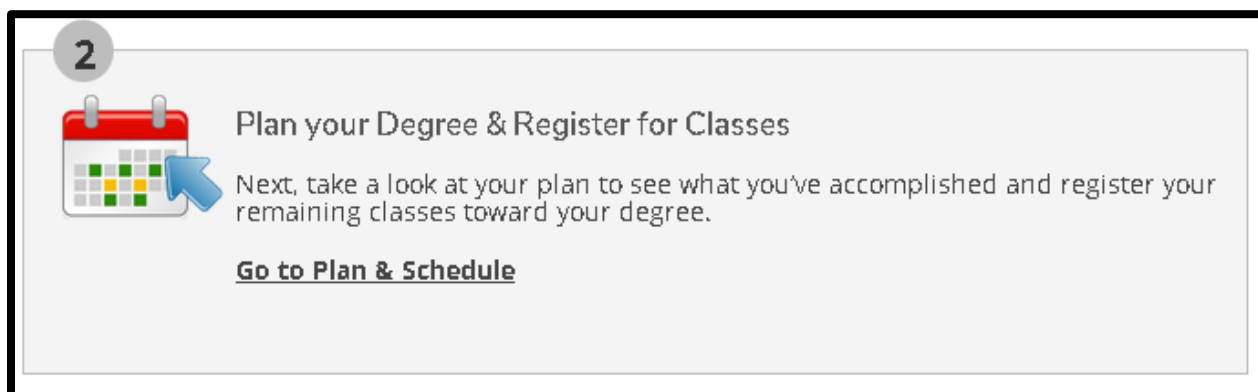 2
Plan your Degree & Register for Classes
Next, take a look at your plan to see what you've accomplished and register your
remaining classes toward your degree.
Go to Plan & Schedule